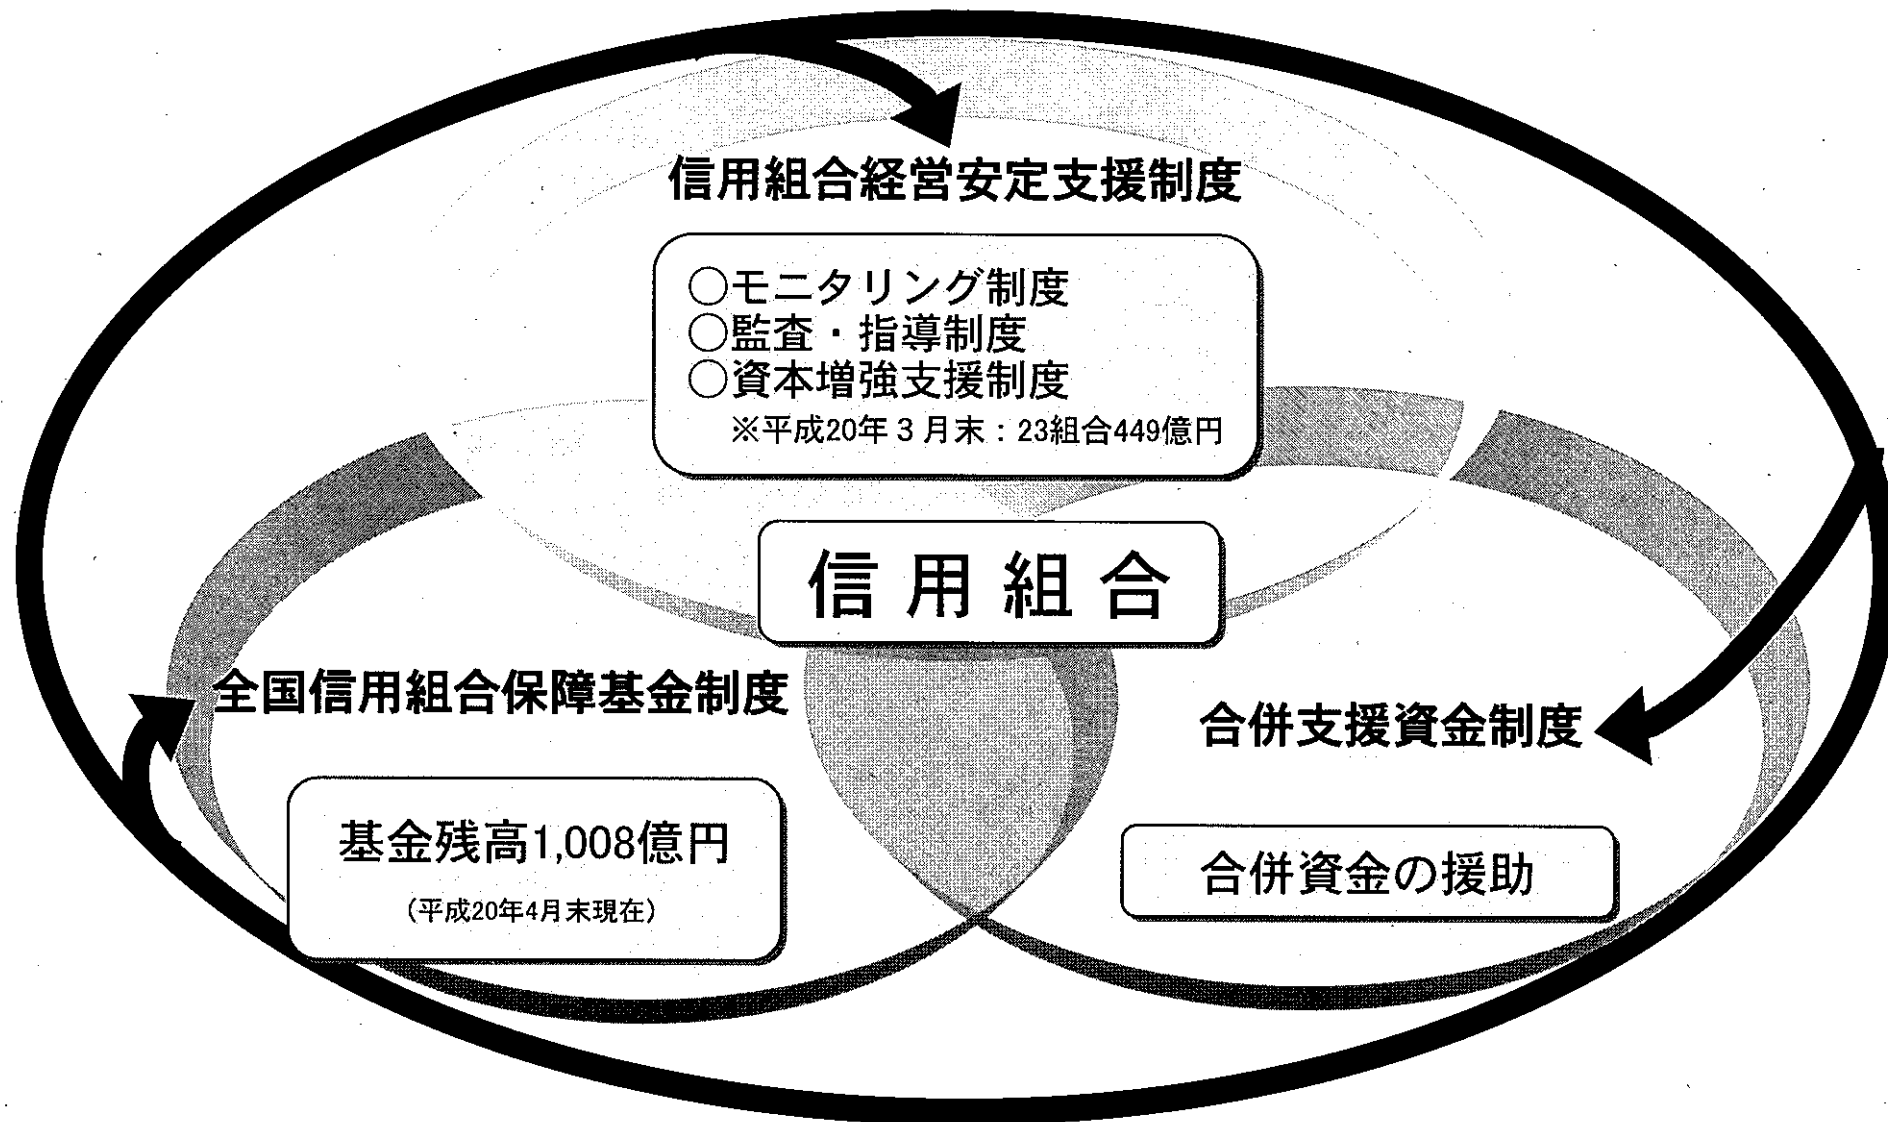 信用組合経営安定支援制度
○モニタリング制度
○監査・指導制度
○資本増強支援制度
※平成20年３月末：23組合449億円
信用組合
全国信用組合保障基金制度
基金残高1,008億円
(平成20年4月末現在)
合併支援資金制度
合併資金の援助